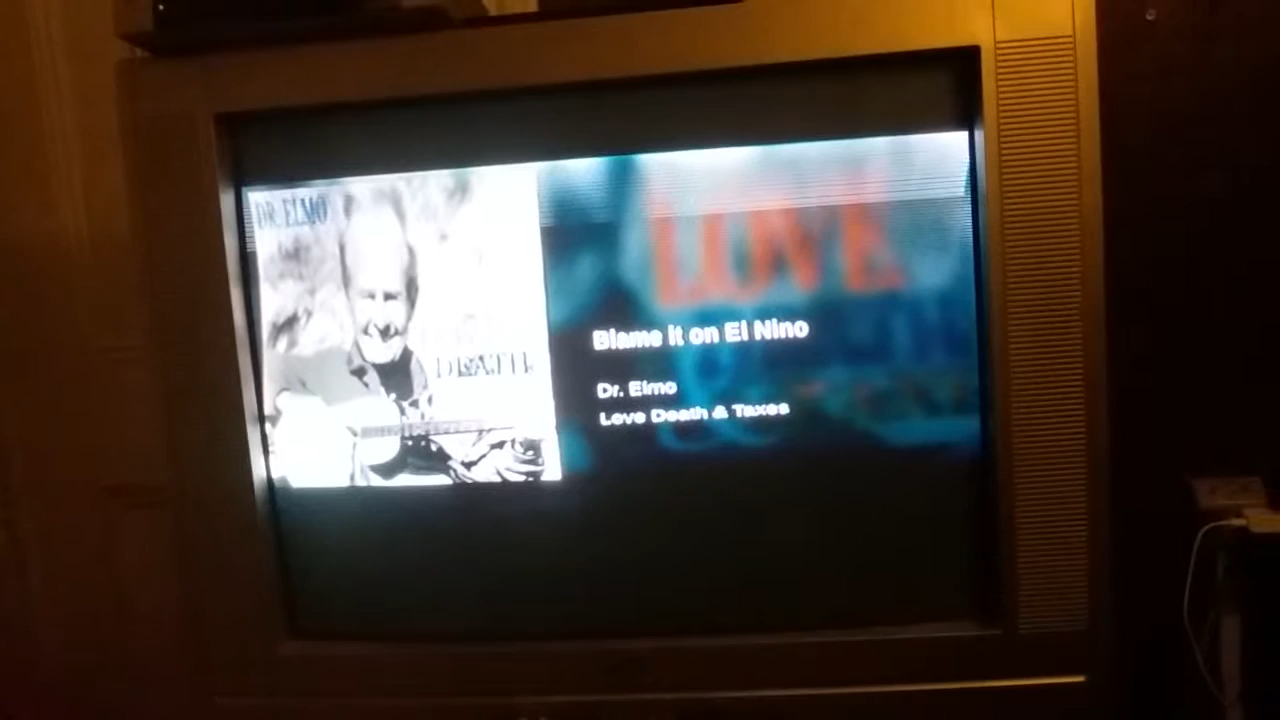 DR. ELMO
LOVE
DEATH
&
Blame it on El Nino
Dr. Elmo
Love Death & Taxes